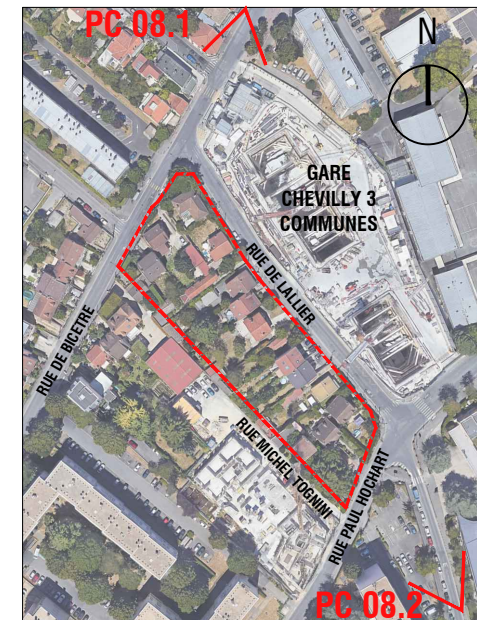 PC 08.1
N
GARE
CHEVILLY 3
COMMUNES
RUE DE LALLIER
RUE DE BICETRE
RUE MICHEL TOGNINI
RUE PAUL HOCHART
PC 08.2